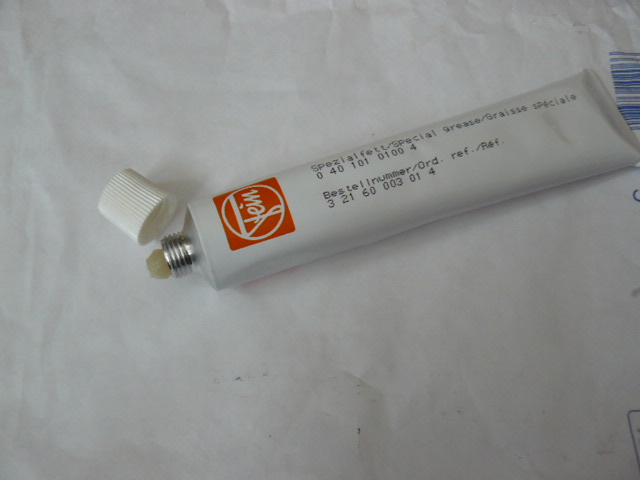 Fein
Spezialfett/Special grease/Graisse spéciale
0 40 101 0100 4
Bestellnummer/Ord. ref./Réf.
3 21 60 003 01 4